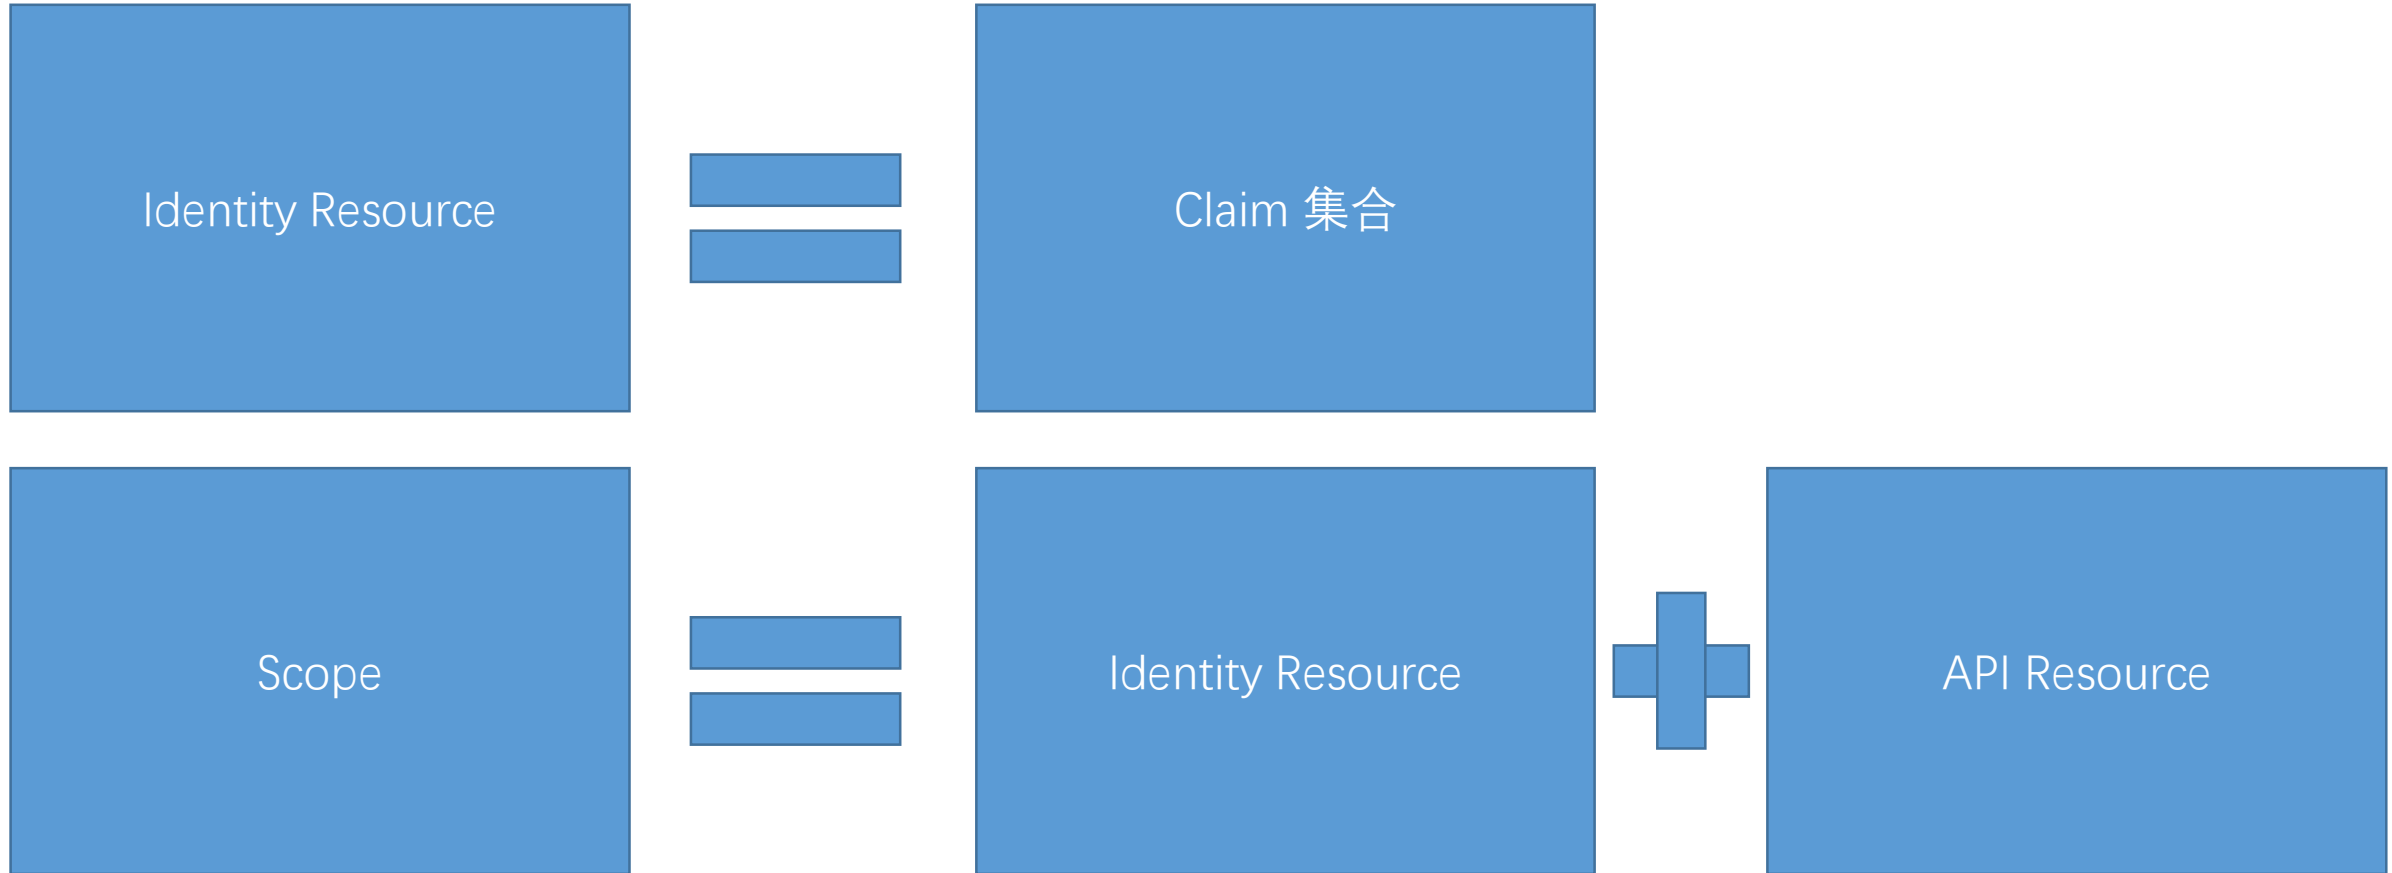 Identity Resource
Claim 集合
Scope
Identity Resource
API Resource